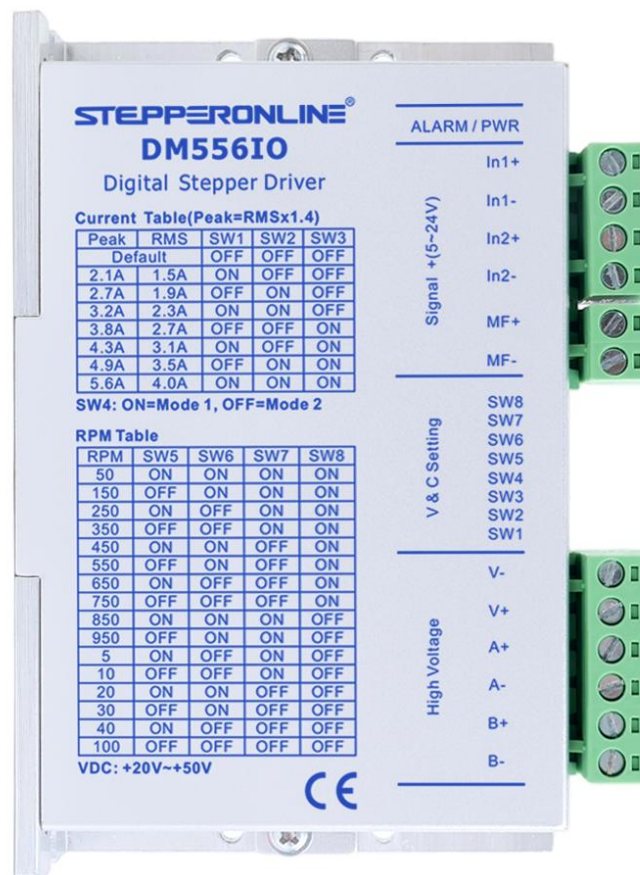 STEPPERONLINE®
DM556IO
Digital Stepper Driver
Current Table(Peak=RMSx1.4)
Peak RMS SW1 SW2 SW3
Default OFF OFF OFF
2.1A 1.5A ON OFF OFF
2.7A 1.9A OFF ON OFF
3.2A 2.3A ON ON OFF
3.8A 2.7A OFF OFF ON
4.3A 3.1A ON OFF ON
4.9A 3.5A OFF ON ON
5.6A 4.0A ON ON ON
SW4: ON=Mode 1, OFF=Mode 2
RPM Table
RPM SW5 SW6 SW7 SW8
50 ON ON ON ON
150 OFF ON ON ON
250 ON OFF ON ON
350 OFF OFF ON ON
450 ON ON OFF ON
550 OFF ON OFF ON
650 ON OFF OFF ON
750 OFF OFF OFF ON
850 ON ON ON OFF
950 OFF ON ON OFF
5 ON OFF ON OFF
10 OFF OFF ON OFF
20 ON ON OFF OFF
30 OFF ON OFF OFF
40 ON OFF OFF OFF
100 OFF OFF OFF OFF
VDC: +20V~+50V
CE
ALARM / PWR
Signal +(5~24V)
In1+
In1-
In2+
In2-
MF+
MF-
V & C Setting
SW8
SW7
SW6
SW5
SW4
SW3
SW2
SW1
High Voltage
V-
V+
A+
A-
B+
B-